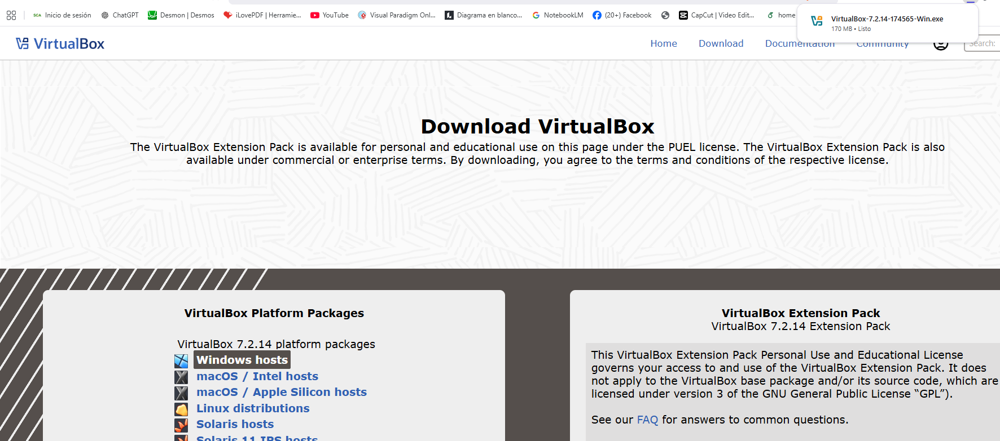 Inicio de sesión
ChatGPT
Desmon | Desmos
iLovePDF | Herramie...
YouTube
Visual Paradigm Onl...
Diagrama en blanco...
NotebookLM
(20+) Facebook
CapCut | Video Edit...
home
VirtualBox-7.2.14-174565-Win.exe
170 MB • Listo
VirtualBox
Home
Download
Documentation
Community
Search:
Download VirtualBox
The VirtualBox Extension Pack is available for personal and educational use on this page under the PUEL license. The VirtualBox Extension Pack is also
available under commercial or enterprise terms. By downloading, you agree to the terms and conditions of the respective license.
VirtualBox Platform Packages
VirtualBox 7.2.14 platform packages
Windows hosts
macOS / Intel hosts
macOS / Apple Silicon hosts
Linux distributions
Solaris hosts
Solaris 11 IPS hosts
VirtualBox Extension Pack
VirtualBox 7.2.14 Extension Pack
This VirtualBox Extension Pack Personal Use and Educational License
governs your access to and use of the VirtualBox Extension Pack. It does
not apply to the VirtualBox base package and/or its source code, which are
licensed under version 3 of the GNU General Public License “GPL”).
See our FAQ for answers to common questions.